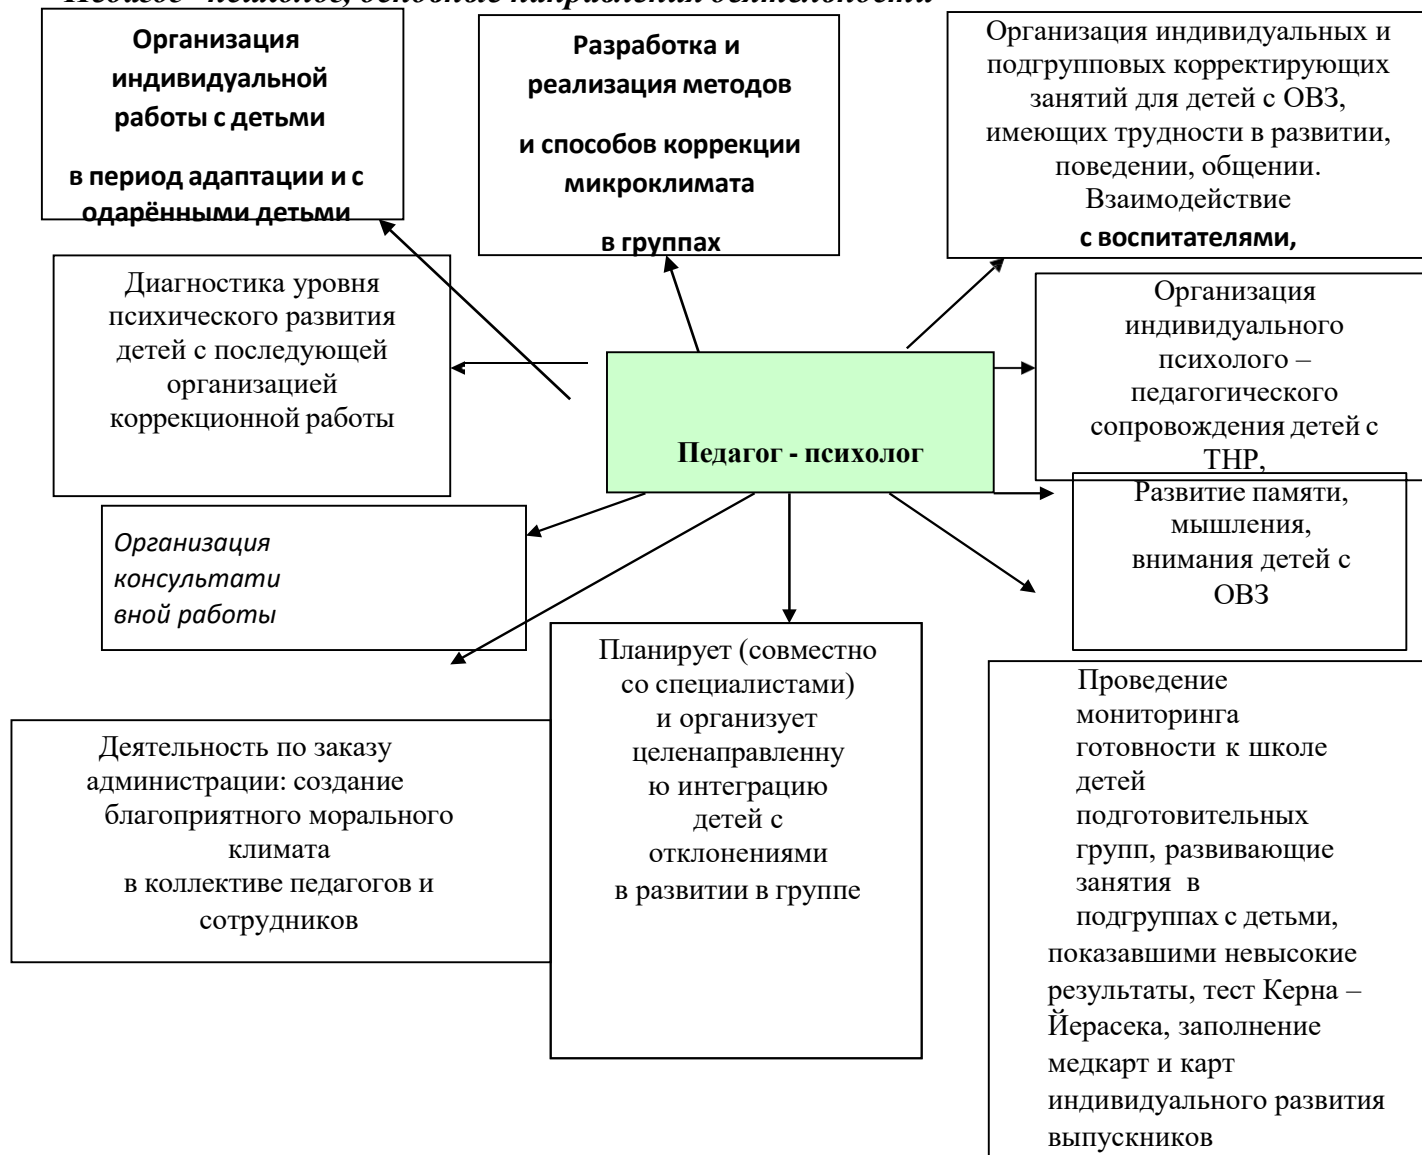 Педагог - психолог, основные направления деятельности
Организация
индивидуальной
работы с детьми
в период адаптации и с
одарёнными детьми
Разработка и
реализация методов
и способов коррекции
микроклимата
в группах
Организация индивидуальных и
подгрупповых корректирующих
занятий для детей с ОВЗ,
имеющих трудности в развитии,
поведении, общении.
Взаимодействие
с воспитателями,
Диагностика уровня
психического развития
детей с последующей
организацией
коррекционной работы
Организация
индивидуального
психолого –
педагогического
сопровождения детей с
ТНР,
Педагог - психолог
Развитие памяти,
мышления,
внимания детей с
ОВЗ
Организация
консультати
вной работы
Планирует (совместно
со специалистами)
и организует
целенаправленну
ю интеграцию
детей с
отклонениями
в развитии в группе
Деятельность по заказу
администрации: создание
благоприятного морального
климата
в коллективе педагогов и
сотрудников
Проведение
мониторинга
готовности к школе
детей
подготовительных
групп, развивающие
занятия в
подгруппах с детьми,
показавшими невысокие
результаты, тест Керна –
Йерасека, заполнение
медкарт и карт
индивидуального развития
выпускников